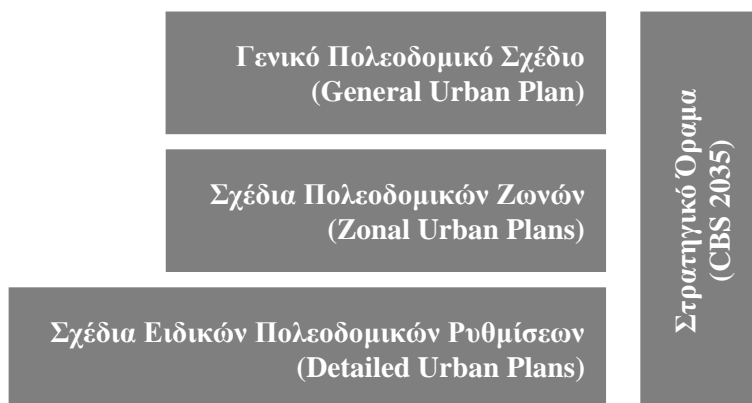 Γενικό Πολεοδομικό Σχέδιο
(General Urban Plan)
Σχέδια Πολεοδομικών Ζωνών
(Zonal Urban Plans)
Σχέδια Ειδικών Πολεοδομικών Ρυθμίσεων
(Detailed Urban Plans)
Στρατηγικό Όραμα
(CBS 2035)